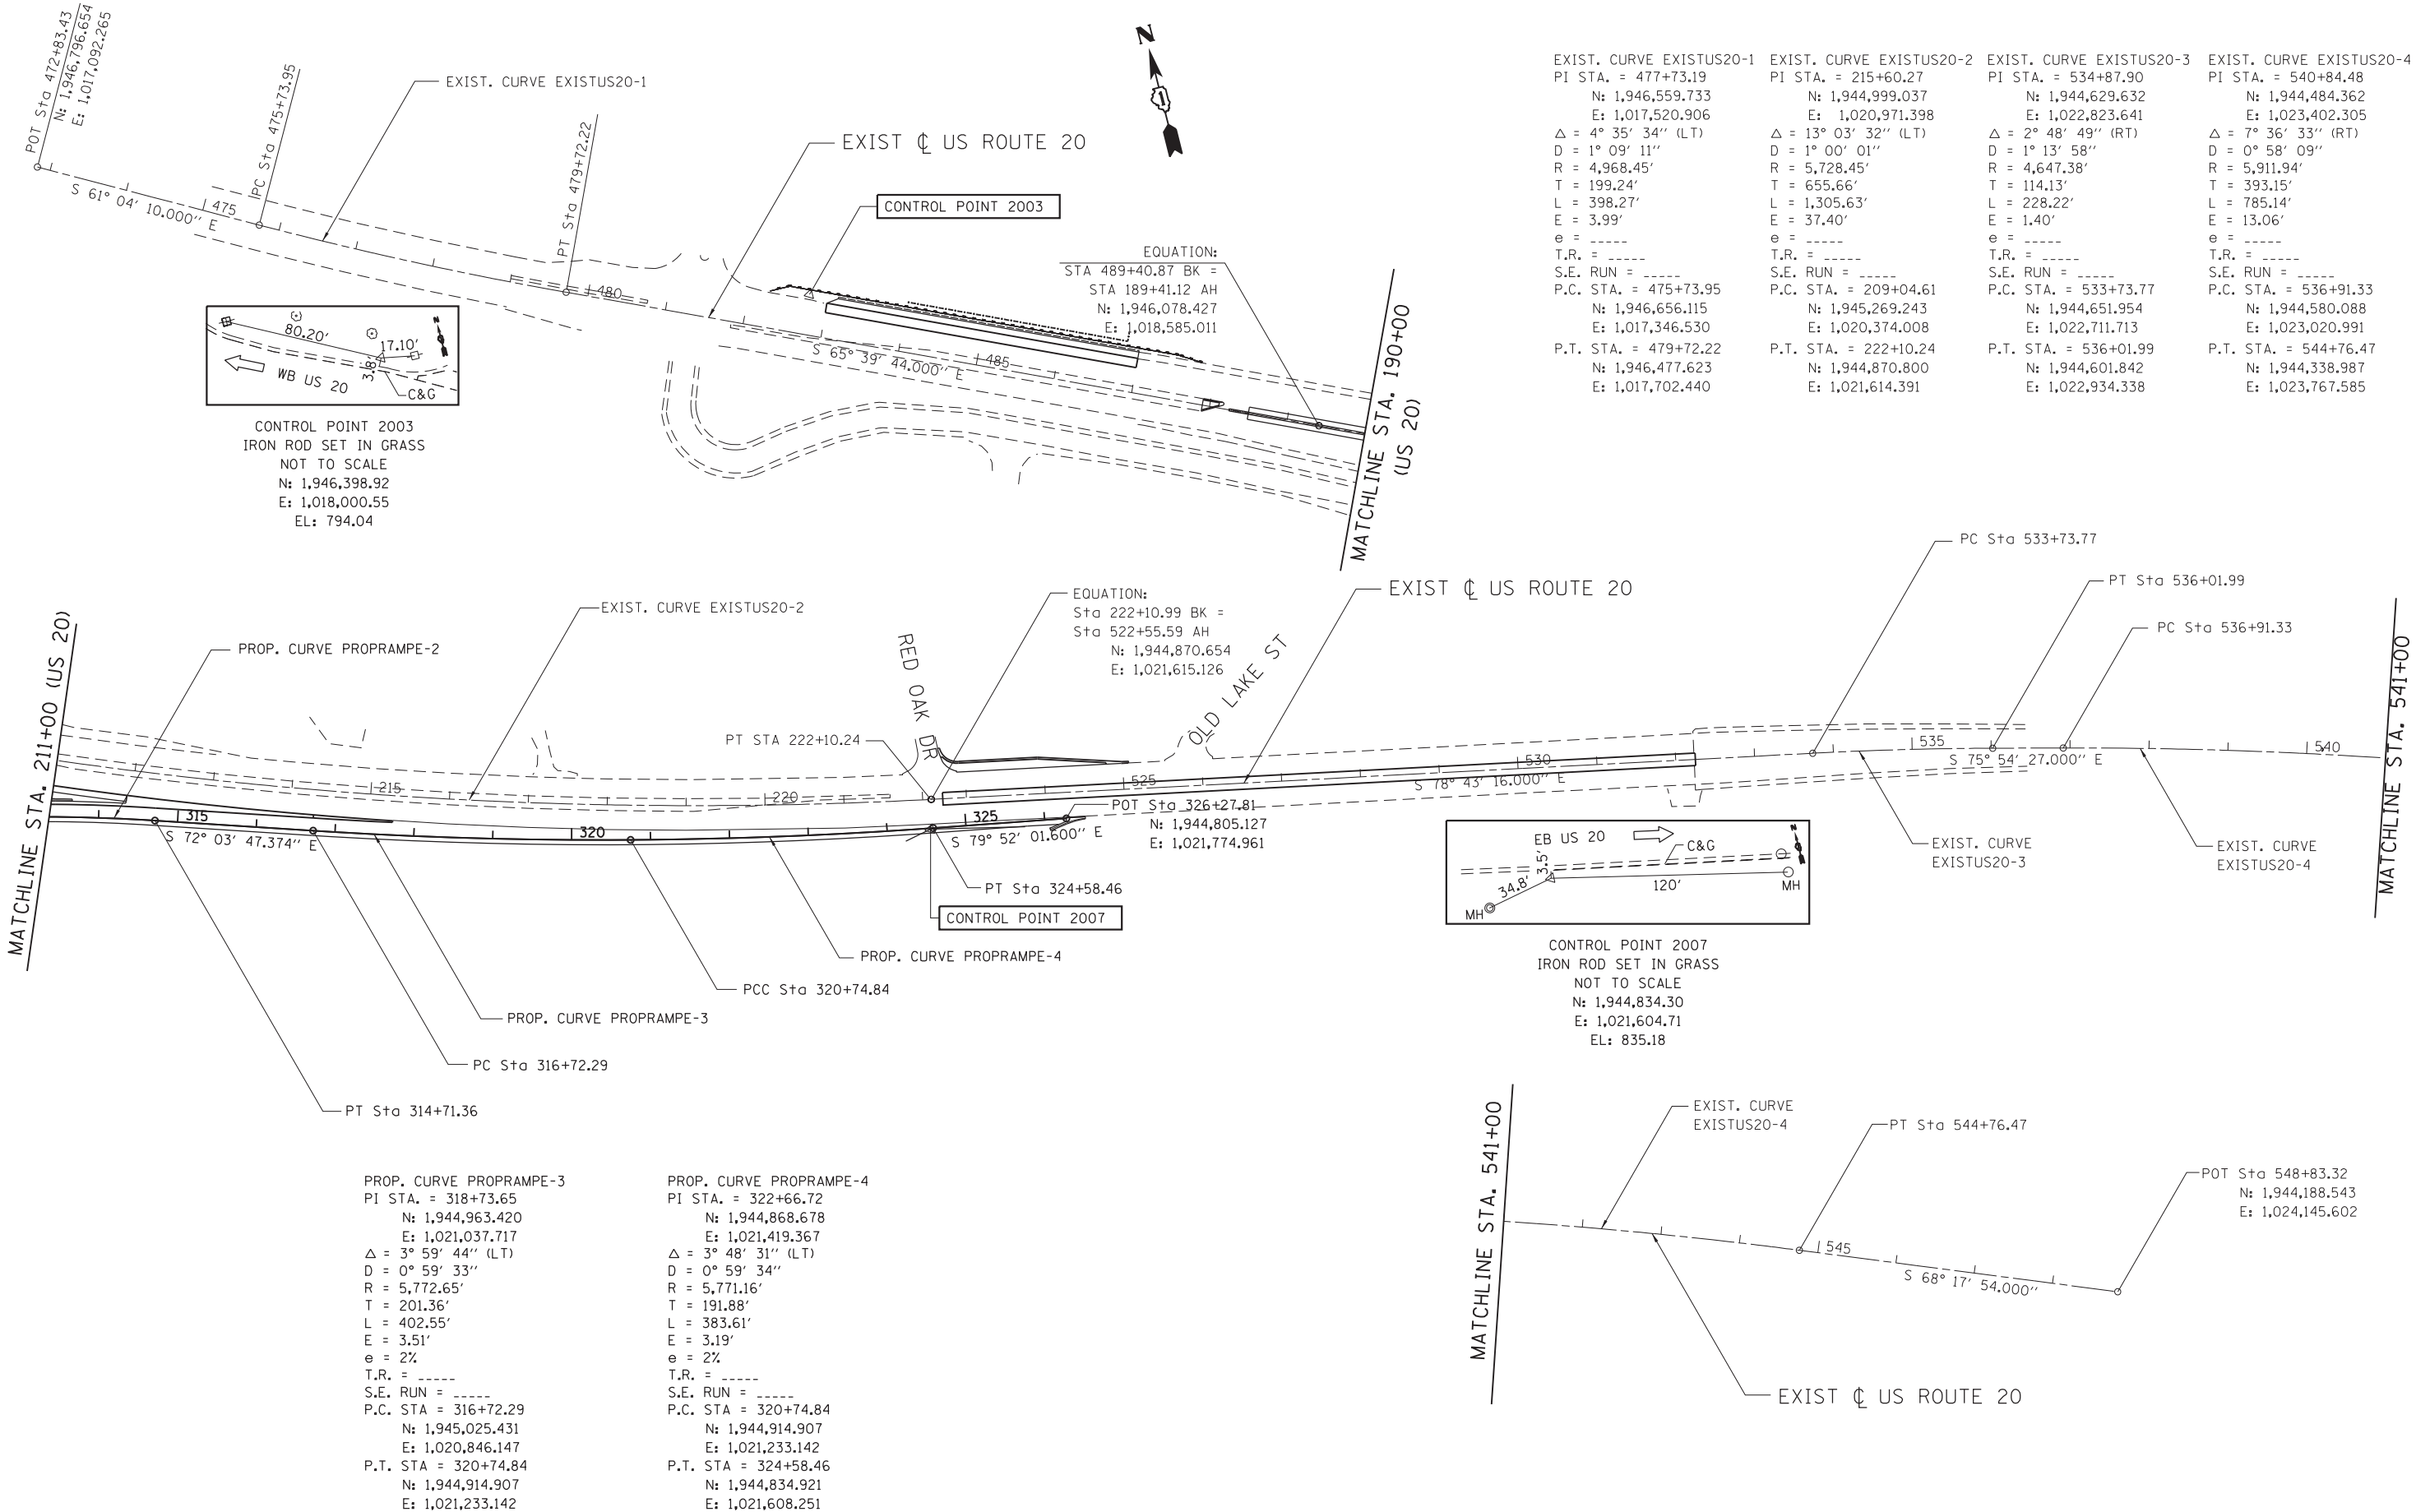 POT Sta 472+83.43
N: 1,946,796.654
E: 1,017,092.265
PC Sta 475+73.95
EXIST. CURVE EXISTUS20-1
S 61° 04' 10.000" E
475
PT Sta 479+72.22
480
EXIST ℄ US ROUTE 20
CONTROL POINT 2003
EQUATION:
STA 489+40.87 BK =
STA 189+41.12 AH
N: 1,946,078.427
E: 1,018,585.011
S 65° 39' 44.000" E
485
MATCHLINE STA. 190+00
(US 20)
N
1
80.20'
17.10'
3.8'
WB US 20
C&G
N
CONTROL POINT 2003
IRON ROD SET IN GRASS
NOT TO SCALE
N: 1,946,398.92
E: 1,018,000.55
EL: 794.04
EXIST. CURVE EXISTUS20-1
PI STA. = 477+73.19
N: 1,946,559.733
E: 1,017,520.906
△ = 4° 35' 34" (LT)
D = 1° 09' 11"
R = 4,968.45'
T = 199.24'
L = 398.27'
E = 3.99'
e = _____
T.R. = _____
S.E. RUN = _____
P.C. STA. = 475+73.95
N: 1,946,656.115
E: 1,017,346.530
P.T. STA. = 479+72.22
N: 1,946,477.623
E: 1,017,702.440
EXIST. CURVE EXISTUS20-2
PI STA. = 215+60.27
N: 1,944,999.037
E: 1,020,971.398
△ = 13° 03' 32" (LT)
D = 1° 00' 01"
R = 5,728.45'
T = 655.66'
L = 1,305.63'
E = 37.40'
e = _____
T.R. = _____
S.E. RUN = _____
P.C. STA. = 209+04.61
N: 1,945,269.243
E: 1,020,374.008
P.T. STA. = 222+10.24
N: 1,944,870.800
E: 1,021,614.391
EXIST. CURVE EXISTUS20-3
PI STA. = 534+87.90
N: 1,944,629.632
E: 1,022,823.641
△ = 2° 48' 49" (RT)
D = 1° 13' 58"
R = 4,647.38'
T = 114.13'
L = 228.22'
E = 1.40'
e = _____
T.R. = _____
S.E. RUN = _____
P.C. STA. = 533+73.77
N: 1,944,651.954
E: 1,022,711.713
P.T. STA. = 536+01.99
N: 1,944,601.842
E: 1,022,934.338
EXIST. CURVE EXISTUS20-4
PI STA. = 540+84.48
N: 1,944,484.362
E: 1,023,402.305
△ = 7° 36' 33" (RT)
D = 0° 58' 09"
R = 5,911.94'
T = 393.15'
L = 785.14'
E = 13.06'
e = _____
T.R. = _____
S.E. RUN = _____
P.C. STA. = 536+91.33
N: 1,944,580.088
E: 1,023,020.991
P.T. STA. = 544+76.47
N: 1,944,338.987
E: 1,023,767.585
MATCHLINE STA. 211+00 (US 20)
PROP. CURVE PROPRAMPE-2
EXIST. CURVE EXISTUS20-2
RED OAK DR
PT STA 222+10.24
EQUATION:
Sta 222+10.99 BK =
Sta 522+55.59 AH
N: 1,944,870.654
E: 1,021,615.126
OLD LAKE ST
EXIST ℄ US ROUTE 20
PC Sta 533+73.77
PT Sta 536+01.99
PC Sta 536+91.33
215
220
525
530
535
540
S 78° 43' 16.000" E
S 75° 54' 27.000" E
MATCHLINE STA. 541+00
315
320
325
S 72° 03' 47.374" E
S 79° 52' 01.600" E
POT Sta 326+27.81
N: 1,944,805.127
E: 1,021,774.961
PT Sta 324+58.46
CONTROL POINT 2007
PROP. CURVE PROPRAMPE-4
PCC Sta 320+74.84
PROP. CURVE PROPRAMPE-3
PC Sta 316+72.29
PT Sta 314+71.36
EXIST. CURVE
EXISTUS20-3
EXIST. CURVE
EXISTUS20-4
EB US 20
C&G
N
34.8'
3.5'
120'
MH
MH
CONTROL POINT 2007
IRON ROD SET IN GRASS
NOT TO SCALE
N: 1,944,834.30
E: 1,021,604.71
EL: 835.18
PROP. CURVE PROPRAMPE-3
PI STA. = 318+73.65
N: 1,944,963.420
E: 1,021,037.717
△ = 3° 59' 44" (LT)
D = 0° 59' 33"
R = 5,772.65'
T = 201.36'
L = 402.55'
E = 3.51'
e = 2%
T.R. = _____
S.E. RUN = _____
P.C. STA = 316+72.29
N: 1,945,025.431
E: 1,020,846.147
P.T. STA = 320+74.84
N: 1,944,914.907
E: 1,021,233.142
PROP. CURVE PROPRAMPE-4
PI STA. = 322+66.72
N: 1,944,868.678
E: 1,021,419.367
△ = 3° 48' 31" (LT)
D = 0° 59' 34"
R = 5,771.16'
T = 191.88'
L = 383.61'
E = 3.19'
e = 2%
T.R. = _____
S.E. RUN = _____
P.C. STA = 320+74.84
N: 1,944,914.907
E: 1,021,233.142
P.T. STA = 324+58.46
N: 1,944,834.921
E: 1,021,608.251
MATCHLINE STA. 541+00
EXIST. CURVE
EXISTUS20-4
PT Sta 544+76.47
POT Sta 548+83.32
N: 1,944,188.543
E: 1,024,145.602
545
S 68° 17' 54.000"
EXIST ℄ US ROUTE 20